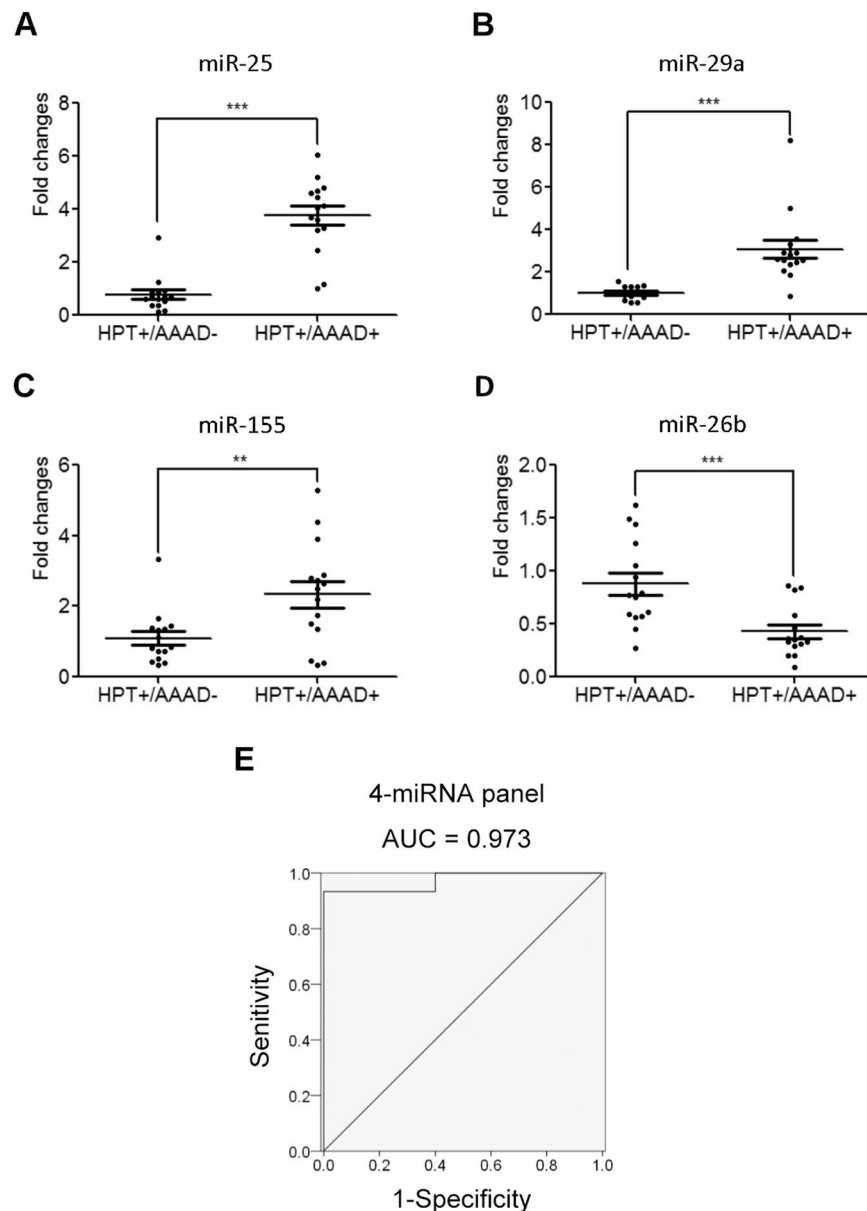 A
miR-25
***
Fold changes
8
6
4
2
0
HPT+/AAAD-
HPT+/AAAD+
B
miR-29a
***
Fold changes
10
8
6
4
2
0
HPT+/AAAD-
HPT+/AAAD+
C
miR-155
**
Fold changes
6
4
2
0
HPT+/AAAD-
HPT+/AAAD+
D
miR-26b
***
Fold changes
2.0
1.5
1.0
0.5
0.0
HPT+/AAAD-
HPT+/AAAD+
E
4-miRNA panel
AUC = 0.973
Senitivity
1.0
0.8
0.6
0.4
0.2
0.0
0.0 0.2 0.4 0.6 0.8 1.0
1-Specificity